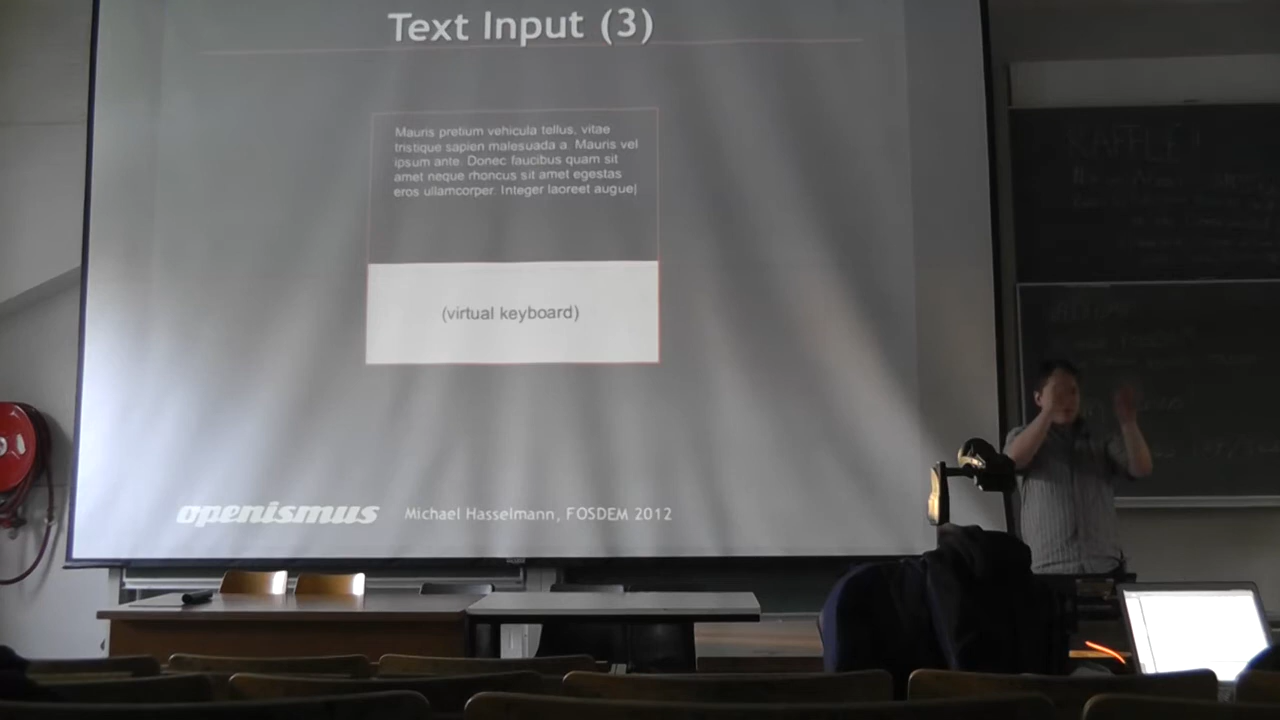 Text Input (3)
Mauris pretium vehicula tellus, vitae
tristique sapien malesuada a. Mauris vel
ipsum ante. Donec faucibus quam sit
amet neque rhoncus sit amet egestas
eros ullamcorper. Integer laoreet augue|
(virtual keyboard)
openismus
Michael Hasselmann, FOSDEM 2012